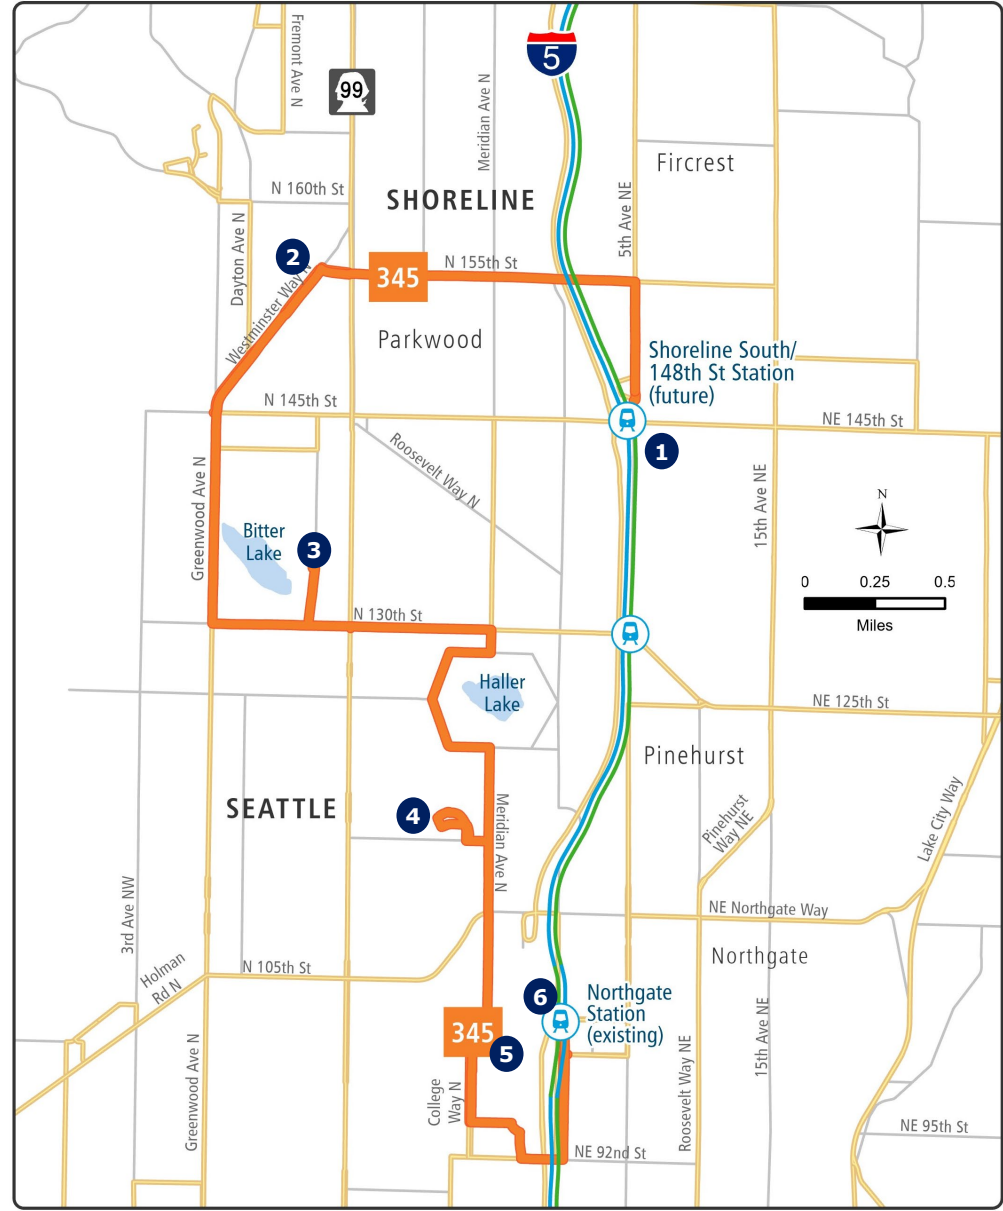 Fremont Ave N
99
5
Meridian Ave N
Fircrest
N 160th St
SHORELINE
5th Ave NE
Dayton Ave N
2
N 155th St
345
Westminster Way N
Parkwood
Shoreline South/
148th St Station
(future)
N 145th St
NE 145th St
1
Roosevelt Way N
Greenwood Ave N
15th Ave NE
N
Bitter
Lake
3
0 0.25 0.5
Miles
N 130th St
Haller
Lake
NE 125th St
Pinehurst
SEATTLE
4
Meridian Ave N
Pinehurst
Way NE
Lake City Way
3rd Ave NW
NE Northgate Way
Northgate
Holman
Rd N
N 105th St
6
Northgate
Station
(existing)
345
5
College
Way N
Greenwood Ave N
Roosevelt Way NE
15th Ave NE
NE 92nd St
NE 95th St